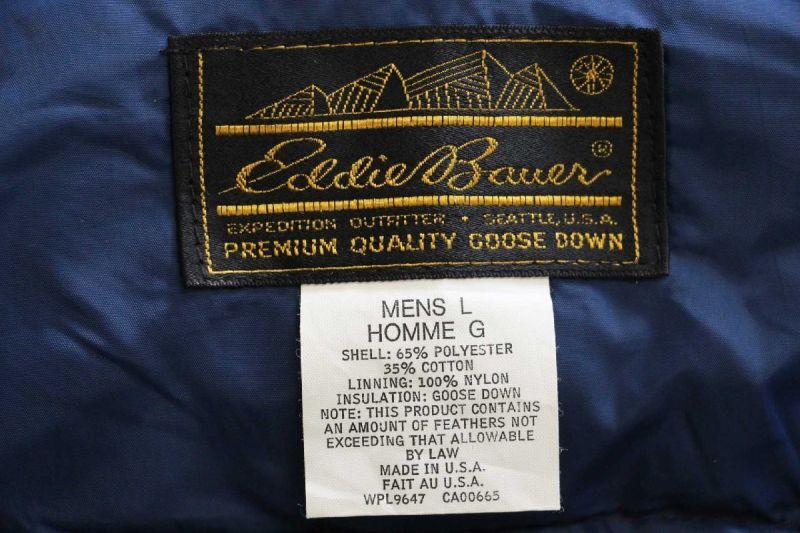 Eddie Bauer®
EXPEDITION OUTFITTER • SEATTLE, U.S.A.
PREMIUM QUALITY GOOSE DOWN
MENS L
HOMME G
SHELL: 65% POLYESTER
35% COTTON
LINNING: 100% NYLON
INSULATION: GOOSE DOWN
NOTE: THIS PRODUCT CONTAINS
AN AMOUNT OF FEATHERS NOT
EXCEEDING THAT ALLOWABLE
BY LAW
MADE IN U.S.A.
FAIT AU U.S.A.
WPL9647 CA00665